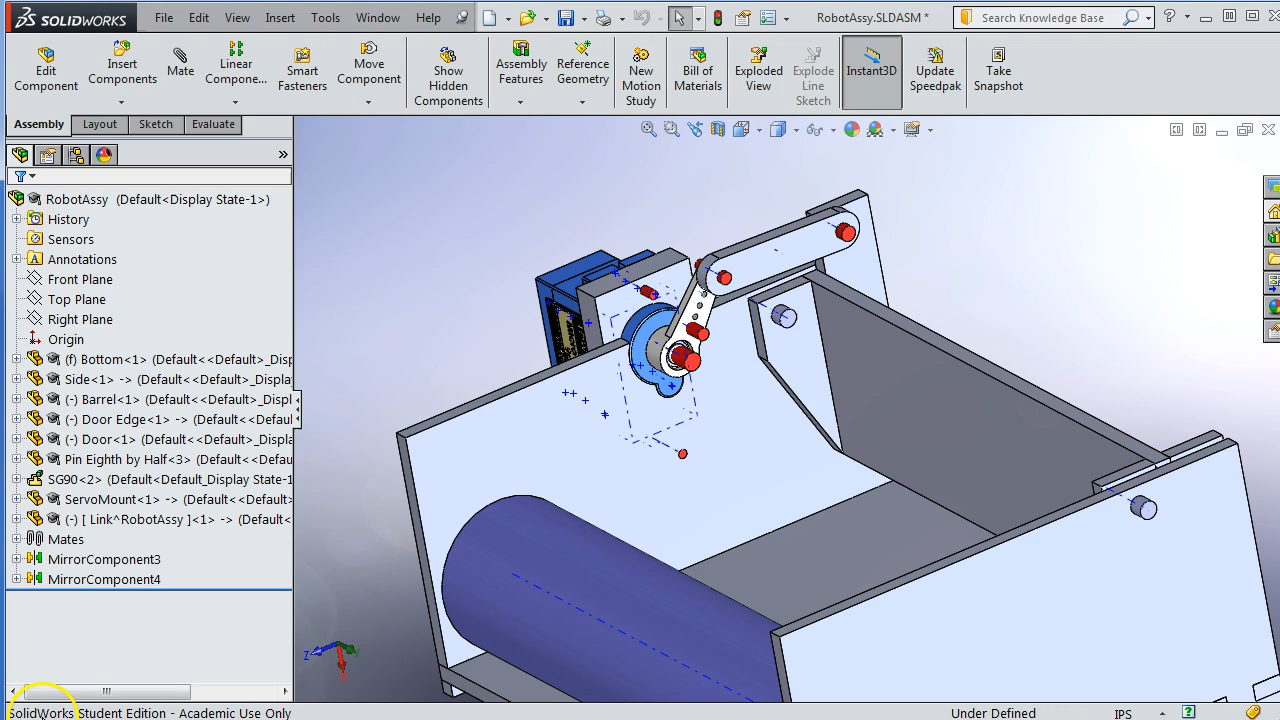 SOLIDWORKS File Edit View Insert Tools Window Help RobotAssy.SLDASM * Search Knowledge Base ?
Edit Component
Insert Components
Mate
Linear Compone...
Smart Fasteners
Move Component
Show Hidden Components
Assembly Features
Reference Geometry
New Motion Study
Bill of Materials
Exploded View
Explode Line Sketch
Instant3D
Update Speedpak
Take Snapshot
Assembly Layout Sketch Evaluate
»
RobotAssy (Default<Display State-1>)
History
Sensors
A Annotations
Front Plane
Top Plane
Right Plane
Origin
(f) Bottom<1> (Default<<Default>_Disp
Side<1> -> (Default<<Default>_Display
(-) Barrel<1> (Default<<Default>_Displ
(-) Door Edge<1> -> (Default<<Defaul
(-) Door<1> (Default<<Default>_Displa
Pin Eighth by Half<3> (Default<<Defau
SG90<2> (Default<Display State-1
ServoMount<1> -> (Default<<Default>
(-) [ Link^RobotAssy ]<1> -> (Default<
Mates
MirrorComponent3
MirrorComponent4
Z X
SolidWorks Student Edition - Academic Use Only Under Defined IPS ?